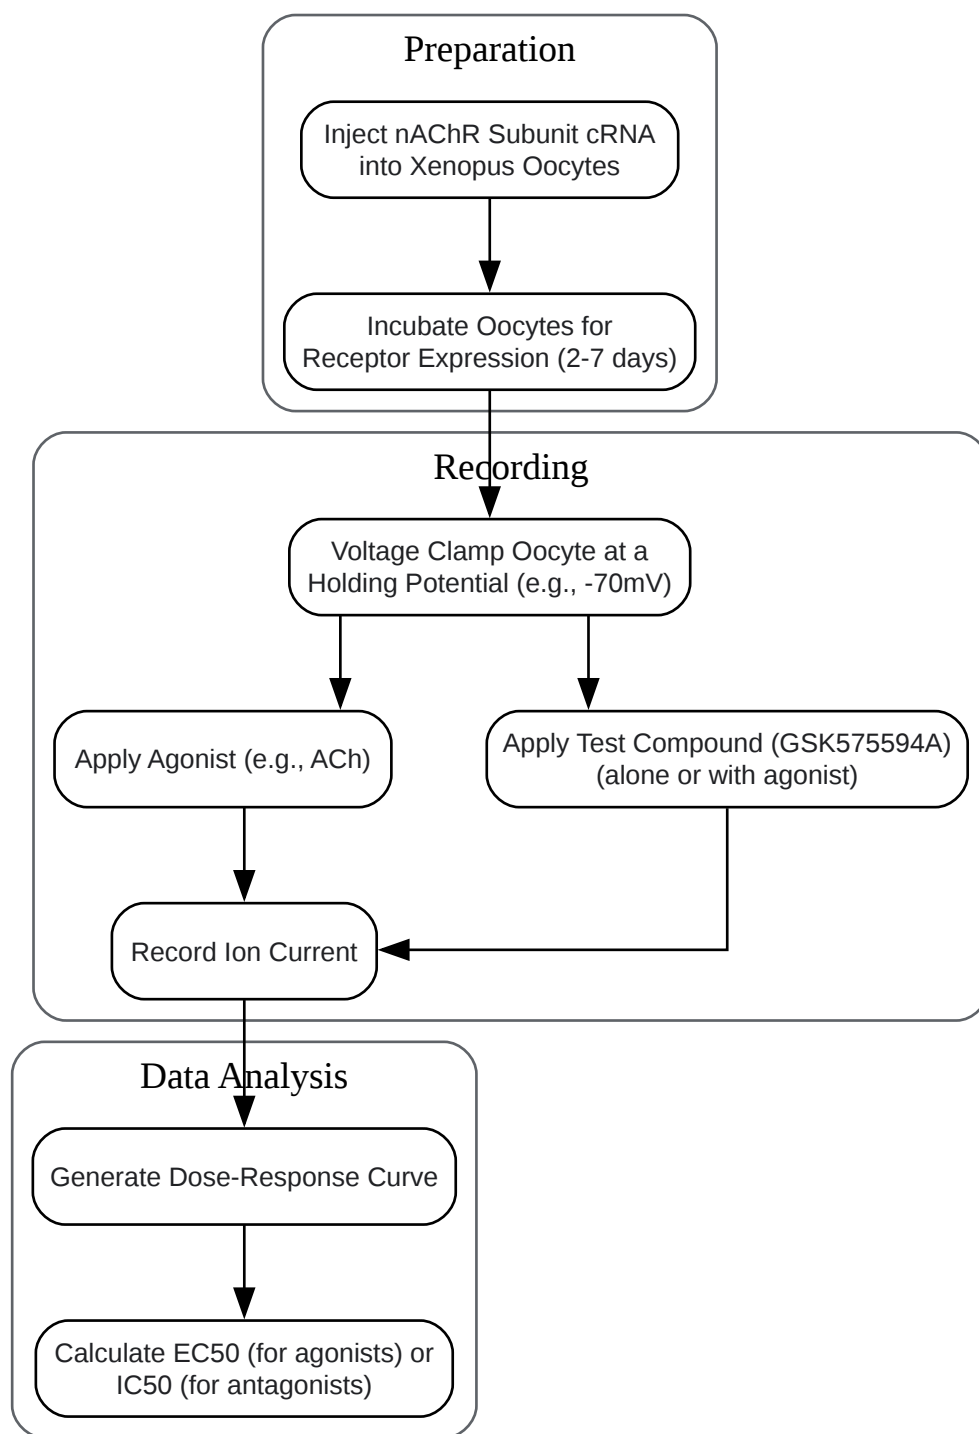 Preparation
Inject nAChR Subunit cRNA
into Xenopus Oocytes
Incubate Oocytes for
Receptor Expression (2-7 days)
Recording
Voltage Clamp Oocyte at a
Holding Potential (e.g., -70mV)
Apply Agonist (e.g., ACh)
Apply Test Compound (GSK575594A)
(alone or with agonist)
Record Ion Current
Data Analysis
Generate Dose-Response Curve
Calculate EC50 (for agonists) or
IC50 (for antagonists)